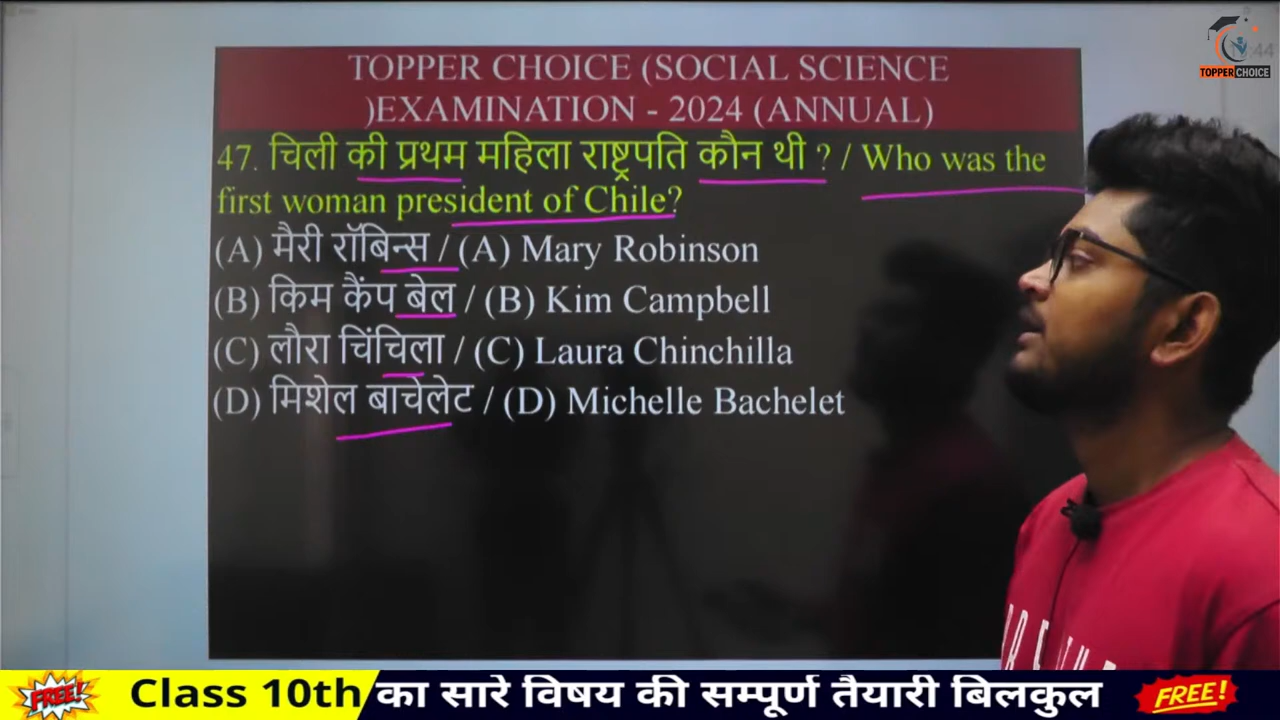 TOPPER CHOICE
TOPPER CHOICE (SOCIAL SCIENCE
)EXAMINATION - 2024 (ANNUAL)
47. चिली की प्रथम महिला राष्ट्रपति कौन थी ? / Who was the
first woman president of Chile?
(A) मैरी रॉबिन्स / (A) Mary Robinson
(B) किम कैंप बेल / (B) Kim Campbell
(C) लौरा चिंचिला / (C) Laura Chinchilla
(D) मिशेल बाचेलेट / (D) Michelle Bachelet
FREE! Class 10th का सारे विषय की सम्पूर्ण तैयारी बिलकुल FREE!